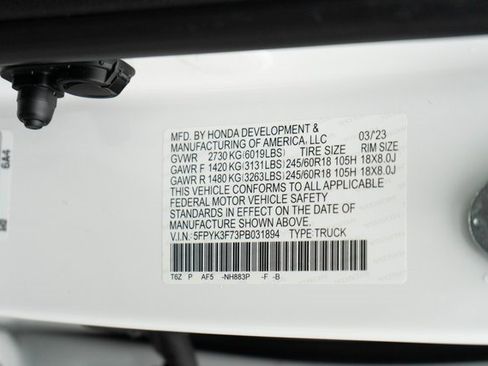 MFD. BY HONDA DEVELOPMENT &
MANUFACTURING OF AMERICA, LLC 03/'23
GVWR 2730 KG(6019LBS) TIRE SIZE RIM SIZE
GAWR F 1420 KG(3131LBS) 245/60R18 105H 18X8.0J
GAWR R 1480 KG(3263LBS) 245/60R18 105H 18X8.0J
THIS VEHICLE CONFORMS TO ALL APPLICABLE
FEDERAL MOTOR VEHICLE SAFETY
STANDARDS IN EFFECT ON THE DATE OF
MANUFACTURE SHOWN ABOVE.
V.I.N. 5FPYK3F73PB031894 TYPE TRUCK
T6Z P AF5 -NH883P -F -B
6A4